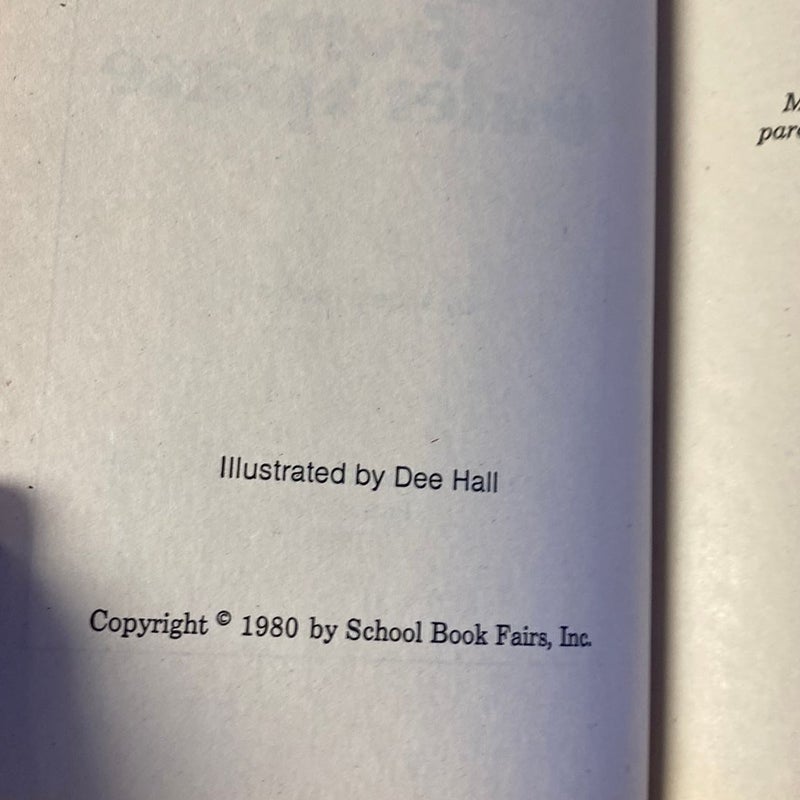 Illustrated by Dee Hall
Copyright © 1980 by School Book Fairs, Inc.